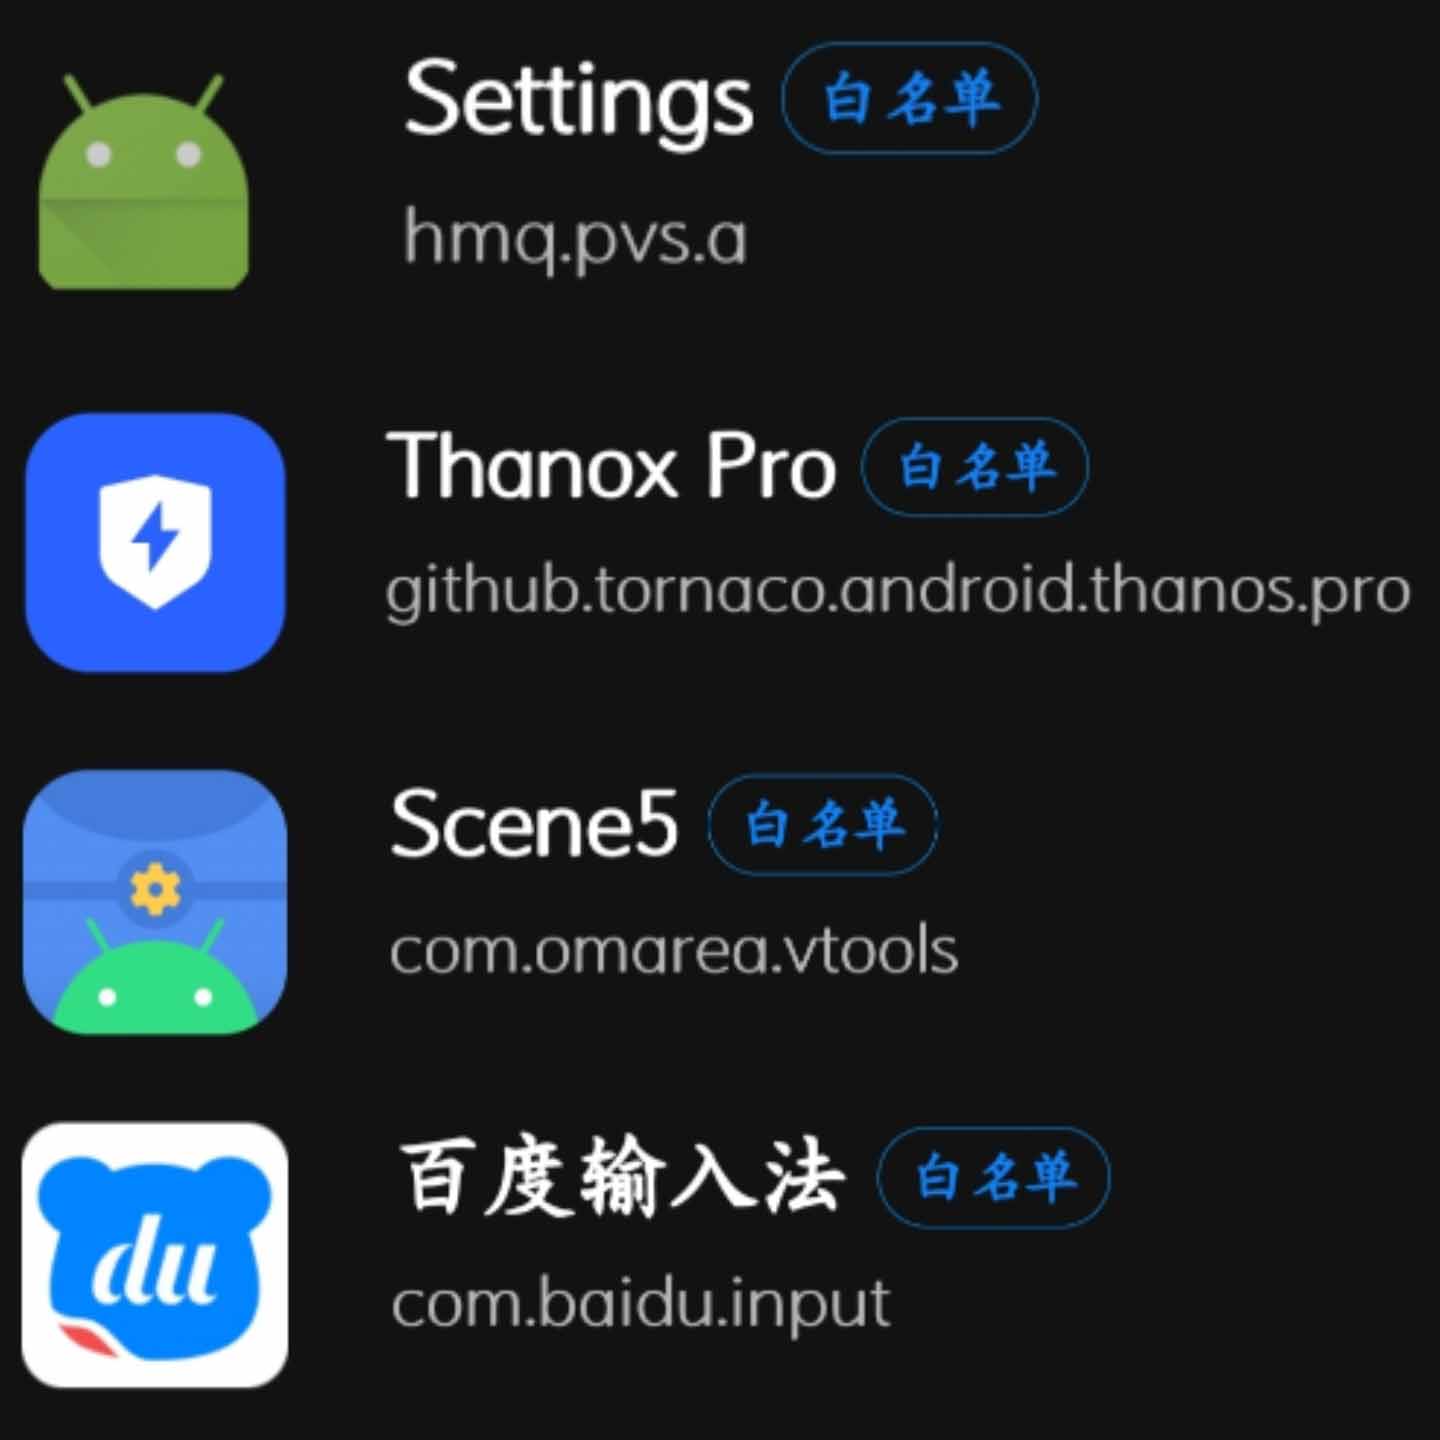 Settings 白名单
hmq.pvs.a
Thanox Pro 白名单
github.tornaco.android.thanos.pro
Scene5 白名单
com.omarea.vtools
百度输入法 白名单
du
com.baidu.input